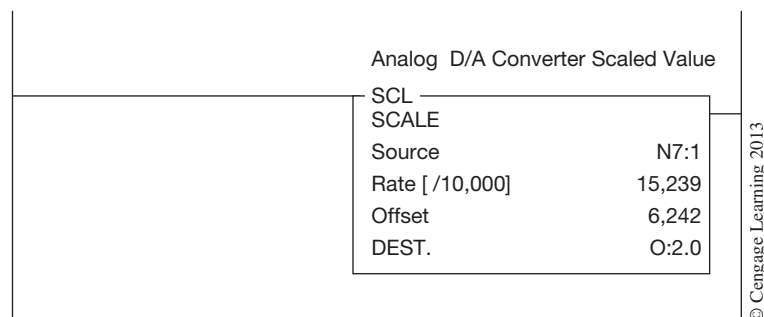 Analog D/A Converter Scaled Value
SCL
SCALE
Source N7:1
Rate [ /10,000] 15,239
Offset 6,242
DEST. O:2.0
© Cengage Learning 2013